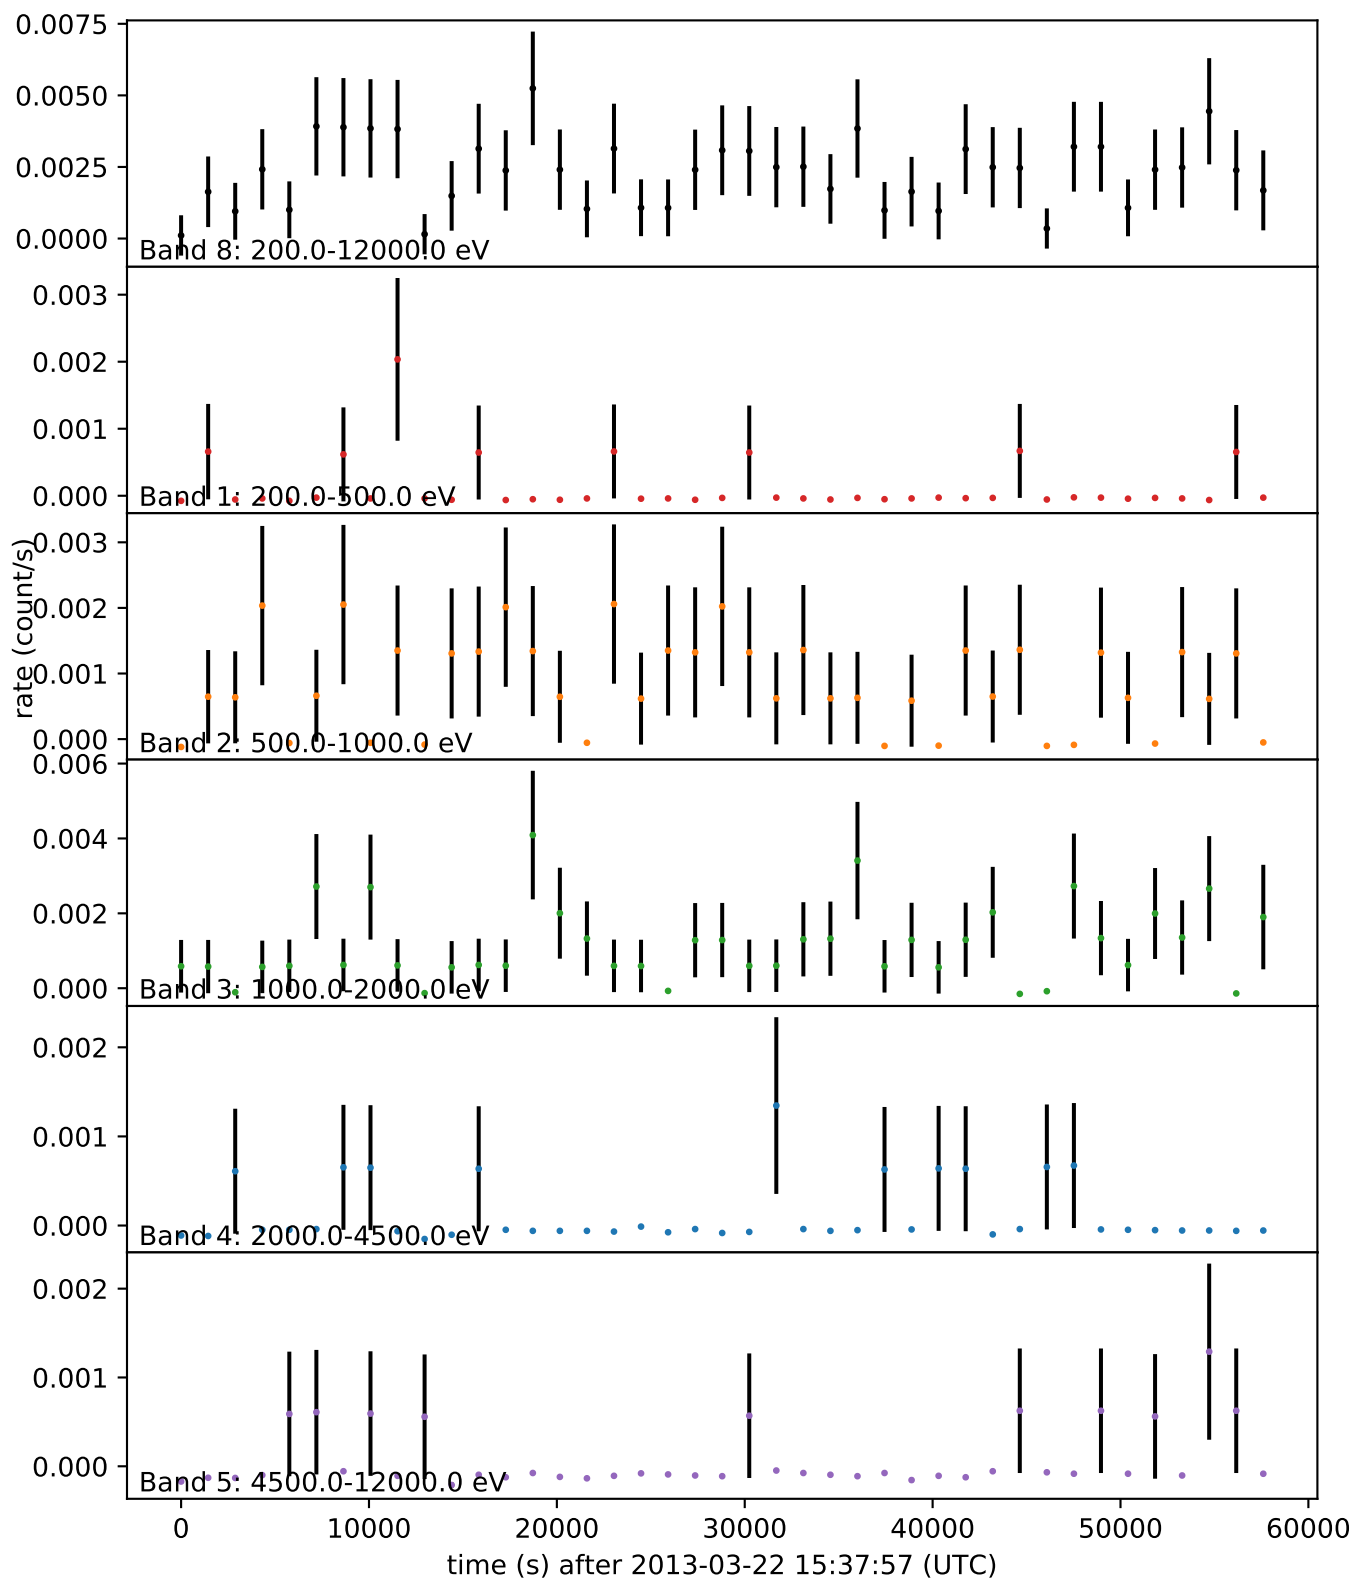 0.0075
0.0050
0.0025
0.0000
Band 8: 200.0-12000.0 eV
0.003
0.002
0.001
0.000
Band 1: 200.0-500.0 eV
rate (count/s)
0.003
0.002
0.001
0.000
Band 2: 500.0-1000.0 eV
0.006
0.004
0.002
0.000
Band 3: 1000.0-2000.0 eV
0.002
0.001
0.000
Band 4: 2000.0-4500.0 eV
0.002
0.001
0.000
Band 5: 4500.0-12000.0 eV
0 10000 20000 30000 40000 50000 60000
time (s) after 2013-03-22 15:37:57 (UTC)